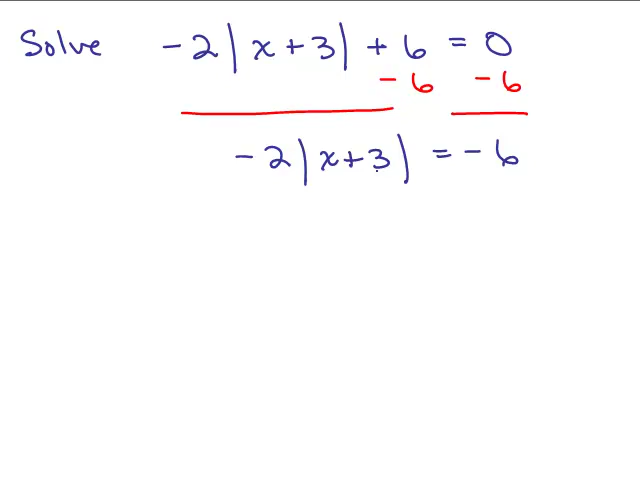 Solve -2|x+3| + 6 = 0
-6 -6
-2|x+3| = -6